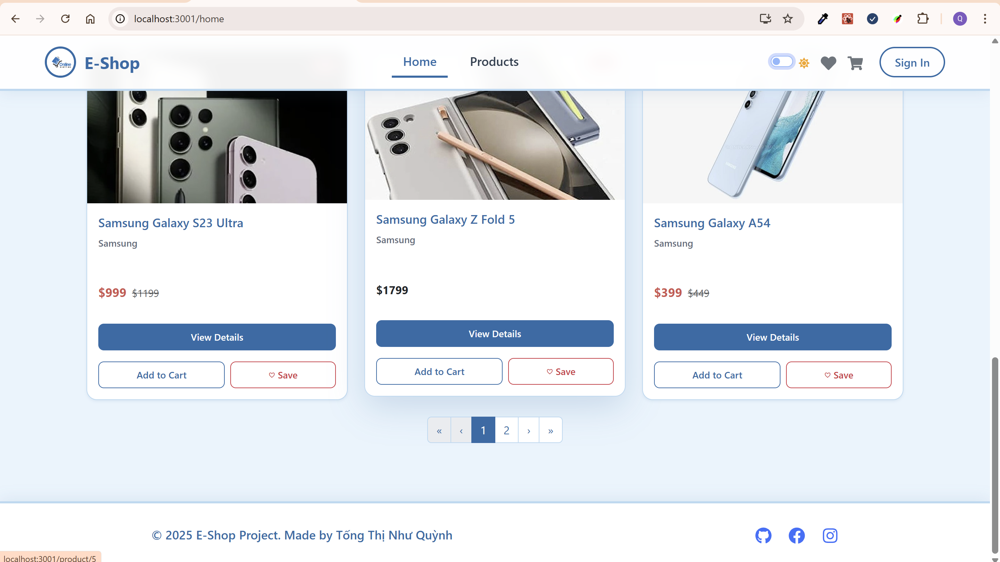 localhost:3001/home
Q
Online
E-Shop
Home
Products
Sign In
SAMSUNG
Samsung Galaxy S23 Ultra
Samsung
$999 $1199
View Details
Add to Cart
♡ Save
Samsung Galaxy Z Fold 5
Samsung
$1799
View Details
Add to Cart
♡ Save
Samsung Galaxy A54
Samsung
$399 $449
View Details
Add to Cart
♡ Save
« ‹ 1 2 › »
© 2025 E-Shop Project. Made by Tống Thị Như Quỳnh
localhost:3001/product/5